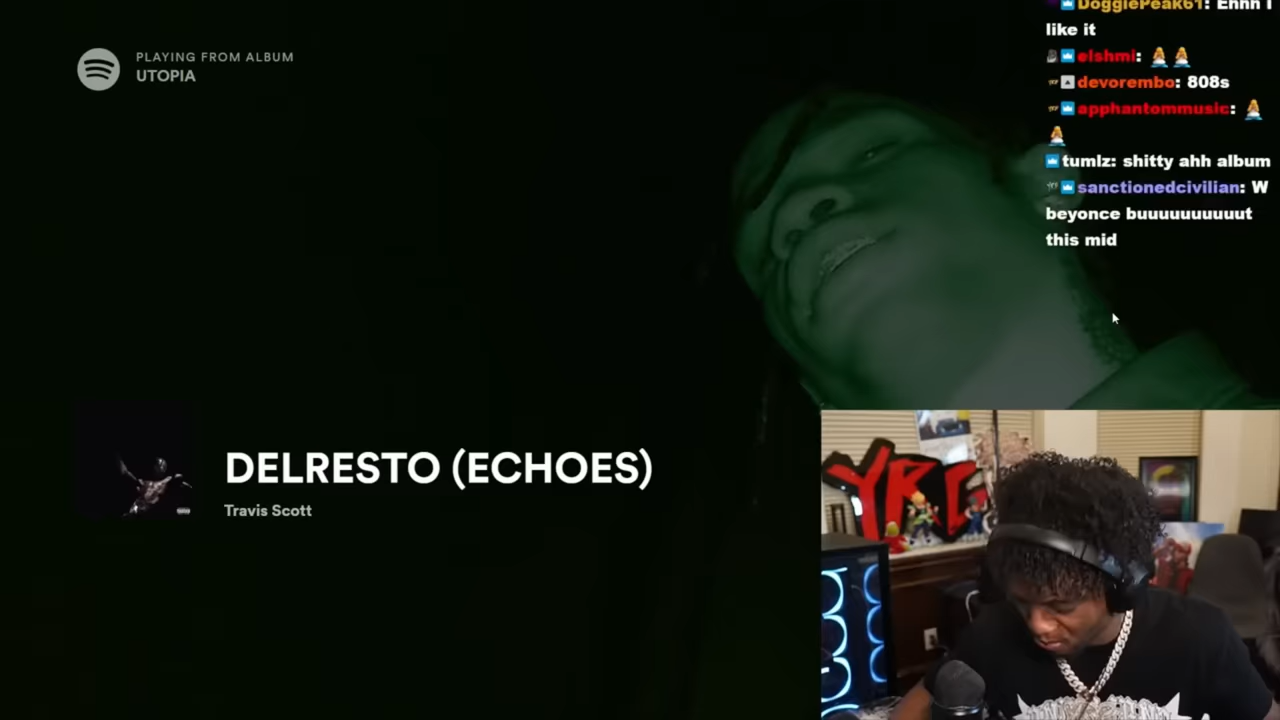 PLAYING FROM ALBUM
UTOPIA
DELRESTO (ECHOES)
Travis Scott
DoggiePeak61: Ehhh I
like it
elshmi:
devorembo: 808s
apphantommusic:
tumlz: shitty ahh album
sanctionedcivilian: W
beyonce buuuuuuuuuut
this mid
YRG